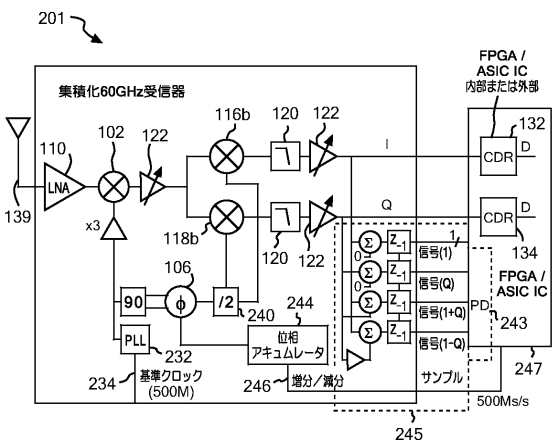 201
集積化60GHz受信器
FPGA /
ASIC IC
内部または外部
110
102
122
116b
120
122
132
LNA
I
CDR
D
139
x3
118b
120
122
Q
CDR
D
134
106
90
Φ
/2
240
Σ
Z-1
1
信号(1)
0
Σ
Z-1
信号(Q)
0
Σ
Z-1
信号(1+Q)
Σ
Z-1
信号(1-Q)
PD
243
FPGA /
ASIC IC
247
PLL
232
234
基準クロック
(500M)
244
位相
アキュムレータ
246
増分/減分
サンプル
500Ms/s
245